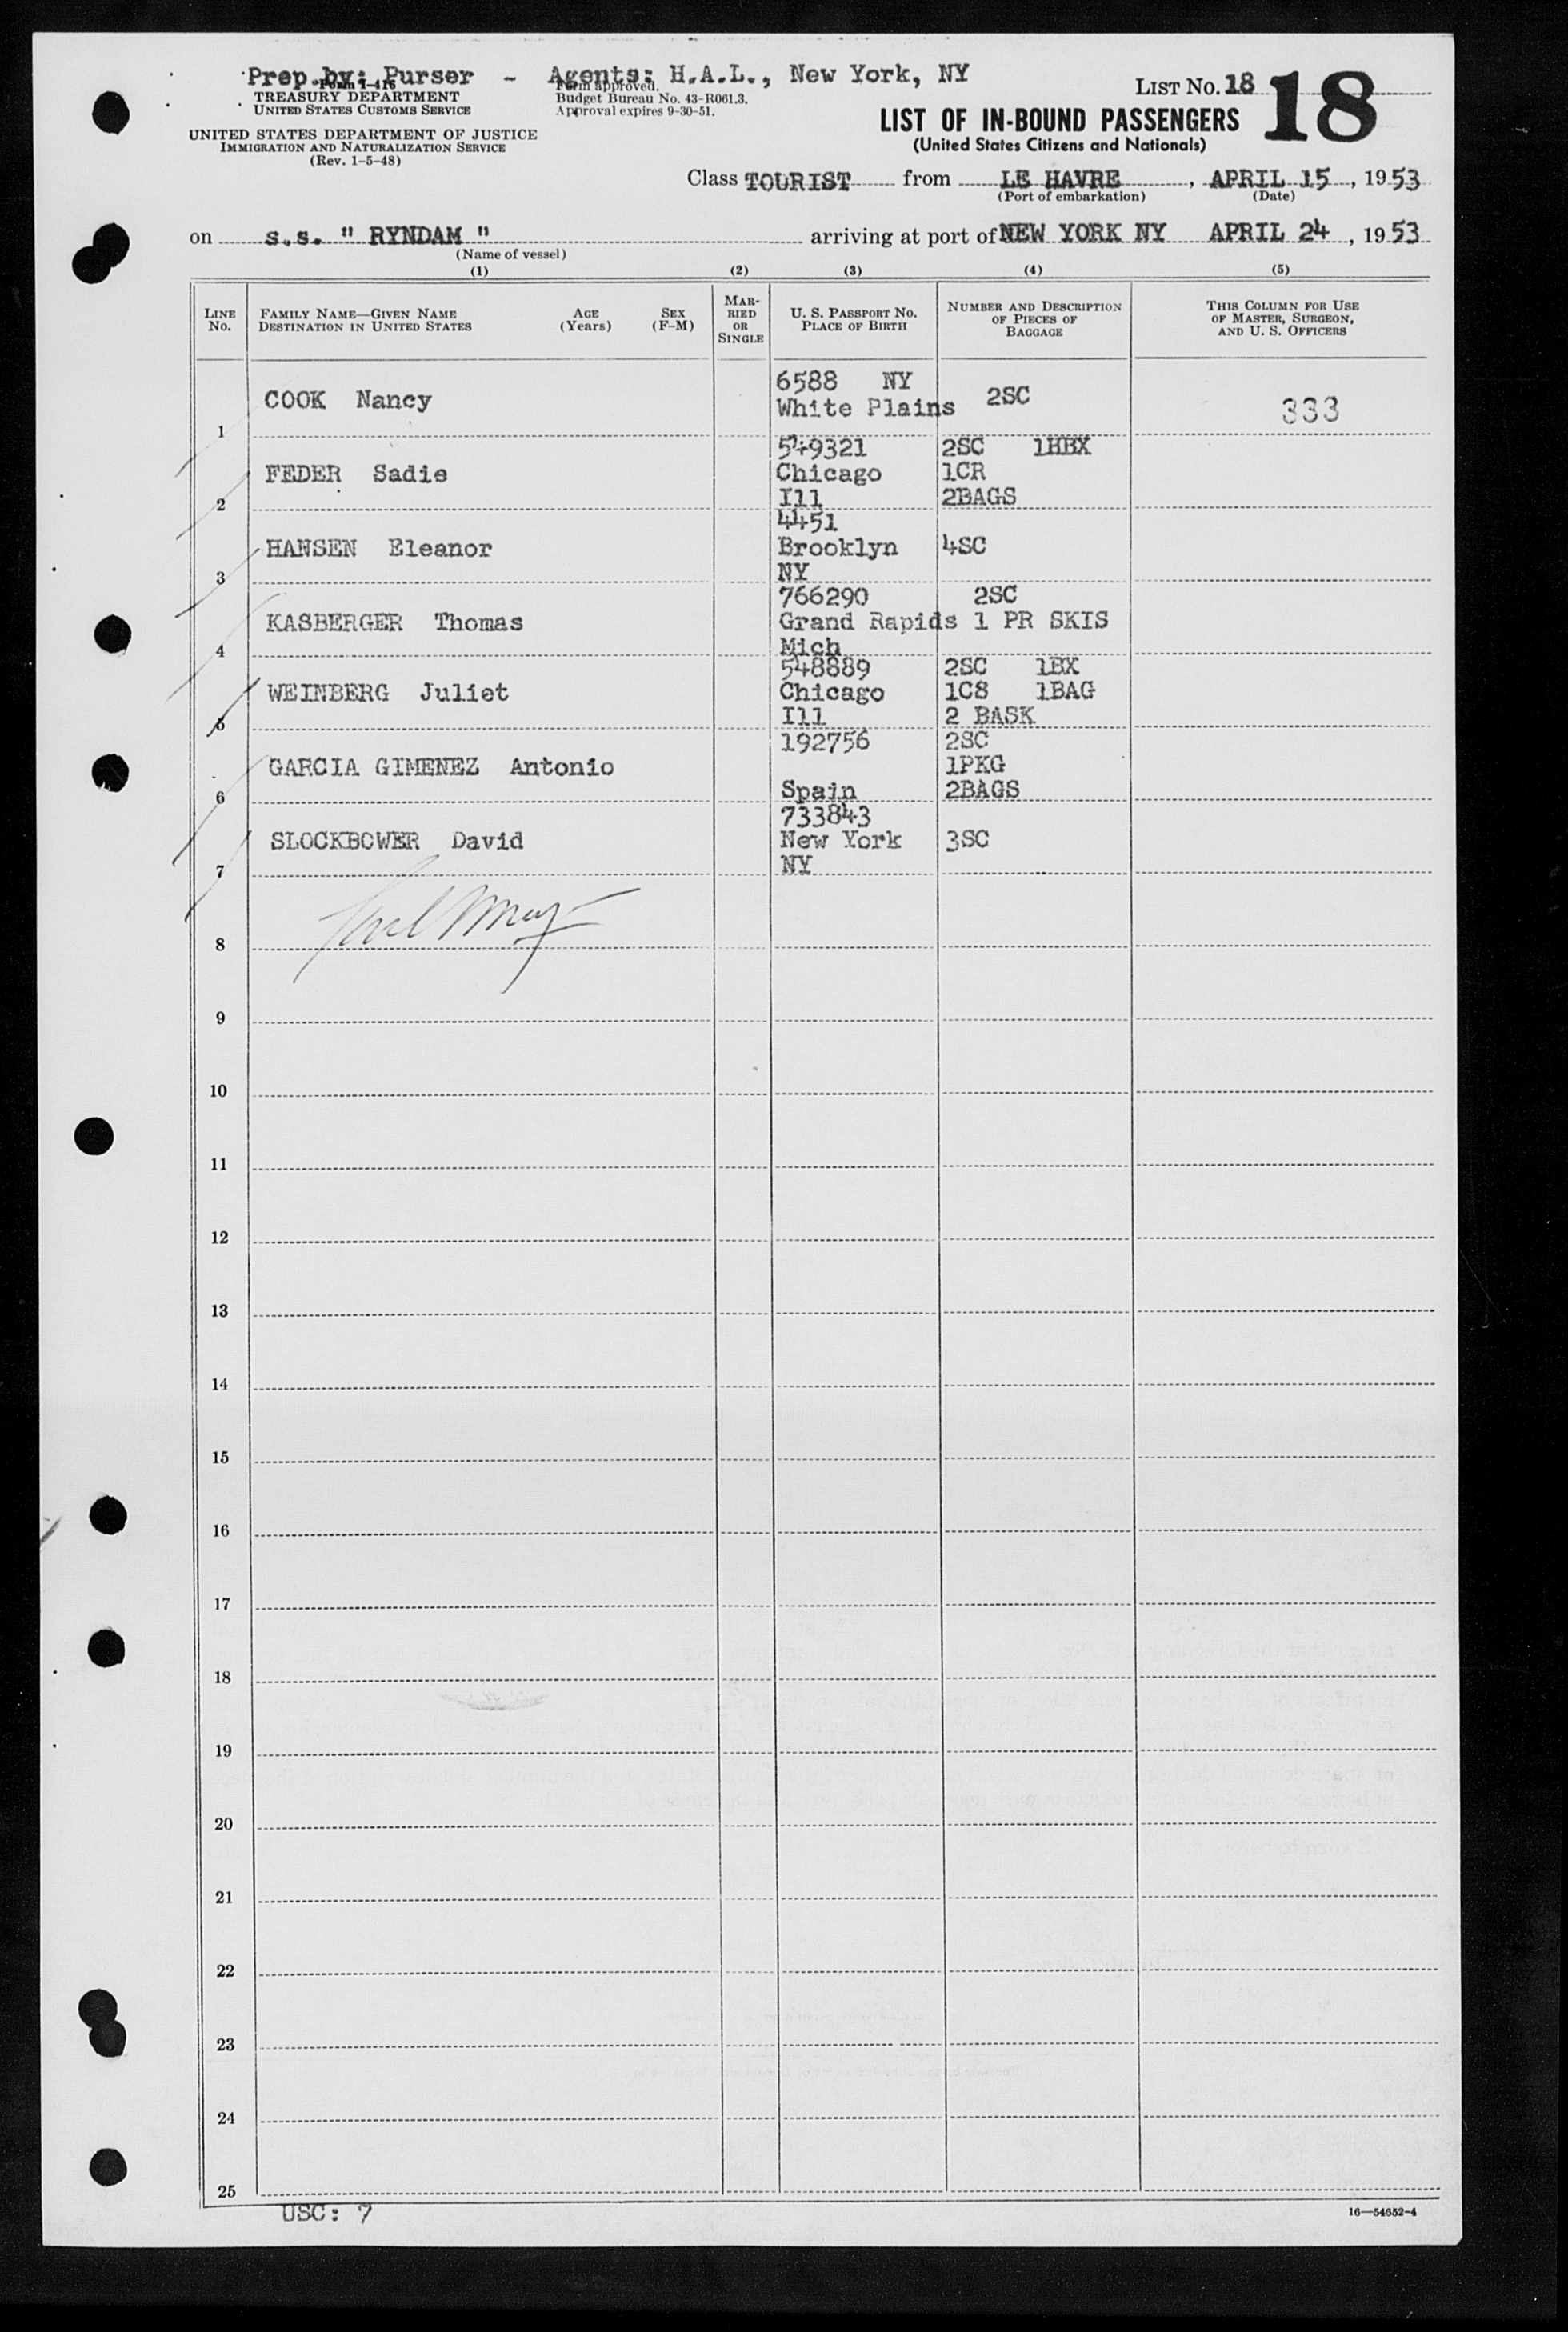 Prep.by: Purser - Agents: H.A.L., New York, NY
Form I-416
TREASURY DEPARTMENT
UNITED STATES CUSTOMS SERVICE
Form approved.
Budget Bureau No. 43-R061.3.
Approval expires 9-30-51.
LIST No. 18
18
UNITED STATES DEPARTMENT OF JUSTICE
IMMIGRATION AND NATURALIZATION SERVICE
(Rev. 1-5-48)
LIST OF IN-BOUND PASSENGERS
(United States Citizens and Nationals)
Class TOURIST from LE HAVRE, APRIL 15, 1953
(Port of embarkation) (Date)
on s.s. " RYNDAM " arriving at port of NEW YORK NY APRIL 24, 1953
(Name of vessel)
(1) (2) (3) (4) (5)
LINE No.
FAMILY NAME—GIVEN NAME
DESTINATION IN UNITED STATES
AGE (Years)
SEX (F-M)
MARRIED OR SINGLE
U. S. PASSPORT No.
PLACE OF BIRTH
NUMBER AND DESCRIPTION OF PIECES OF BAGGAGE
THIS COLUMN FOR USE OF MASTER, SURGEON, AND U. S. OFFICERS
1 COOK Nancy
6588 NY
White Plains
2SC
333
2 FEDER Sadie
549321
Chicago
Ill
2SC 1HBX
1CR
2BAGS
3 HANSEN Eleanor
4451
Brooklyn
NY
4SC
4 KASBERGER Thomas
766290
Grand Rapids
Mich
2SC
1 PR SKIS
5 WEINBERG Juliet
548889
Chicago
Ill
2SC 1BX
1CS 1BAG
2 BASK
6 GARCIA GIMENEZ Antonio
192756
Spain
2SC
1PKG
2BAGS
7 SLOCKBOWER David
733843
New York
NY
3SC
8
9
10
11
12
13
14
15
16
17
18
19
20
21
22
23
24
25
USC: 7
16—54652-4